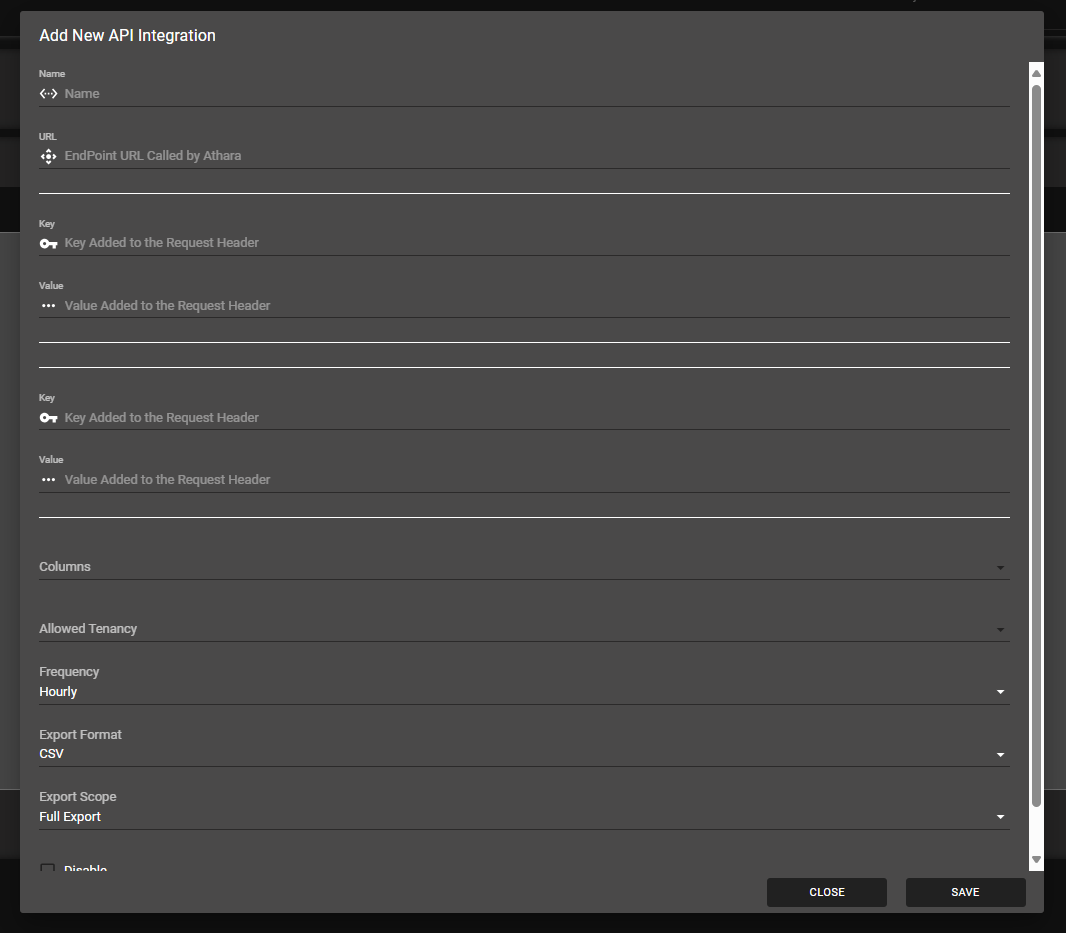 Add New API Integration
Name
Name
URL
EndPoint URL Called by Athara
Key
Key Added to the Request Header
Value
Value Added to the Request Header
Key
Key Added to the Request Header
Value
Value Added to the Request Header
Columns
Allowed Tenancy
Frequency
Hourly
Export Format
CSV
Export Scope
Full Export
Disable
CLOSE
SAVE